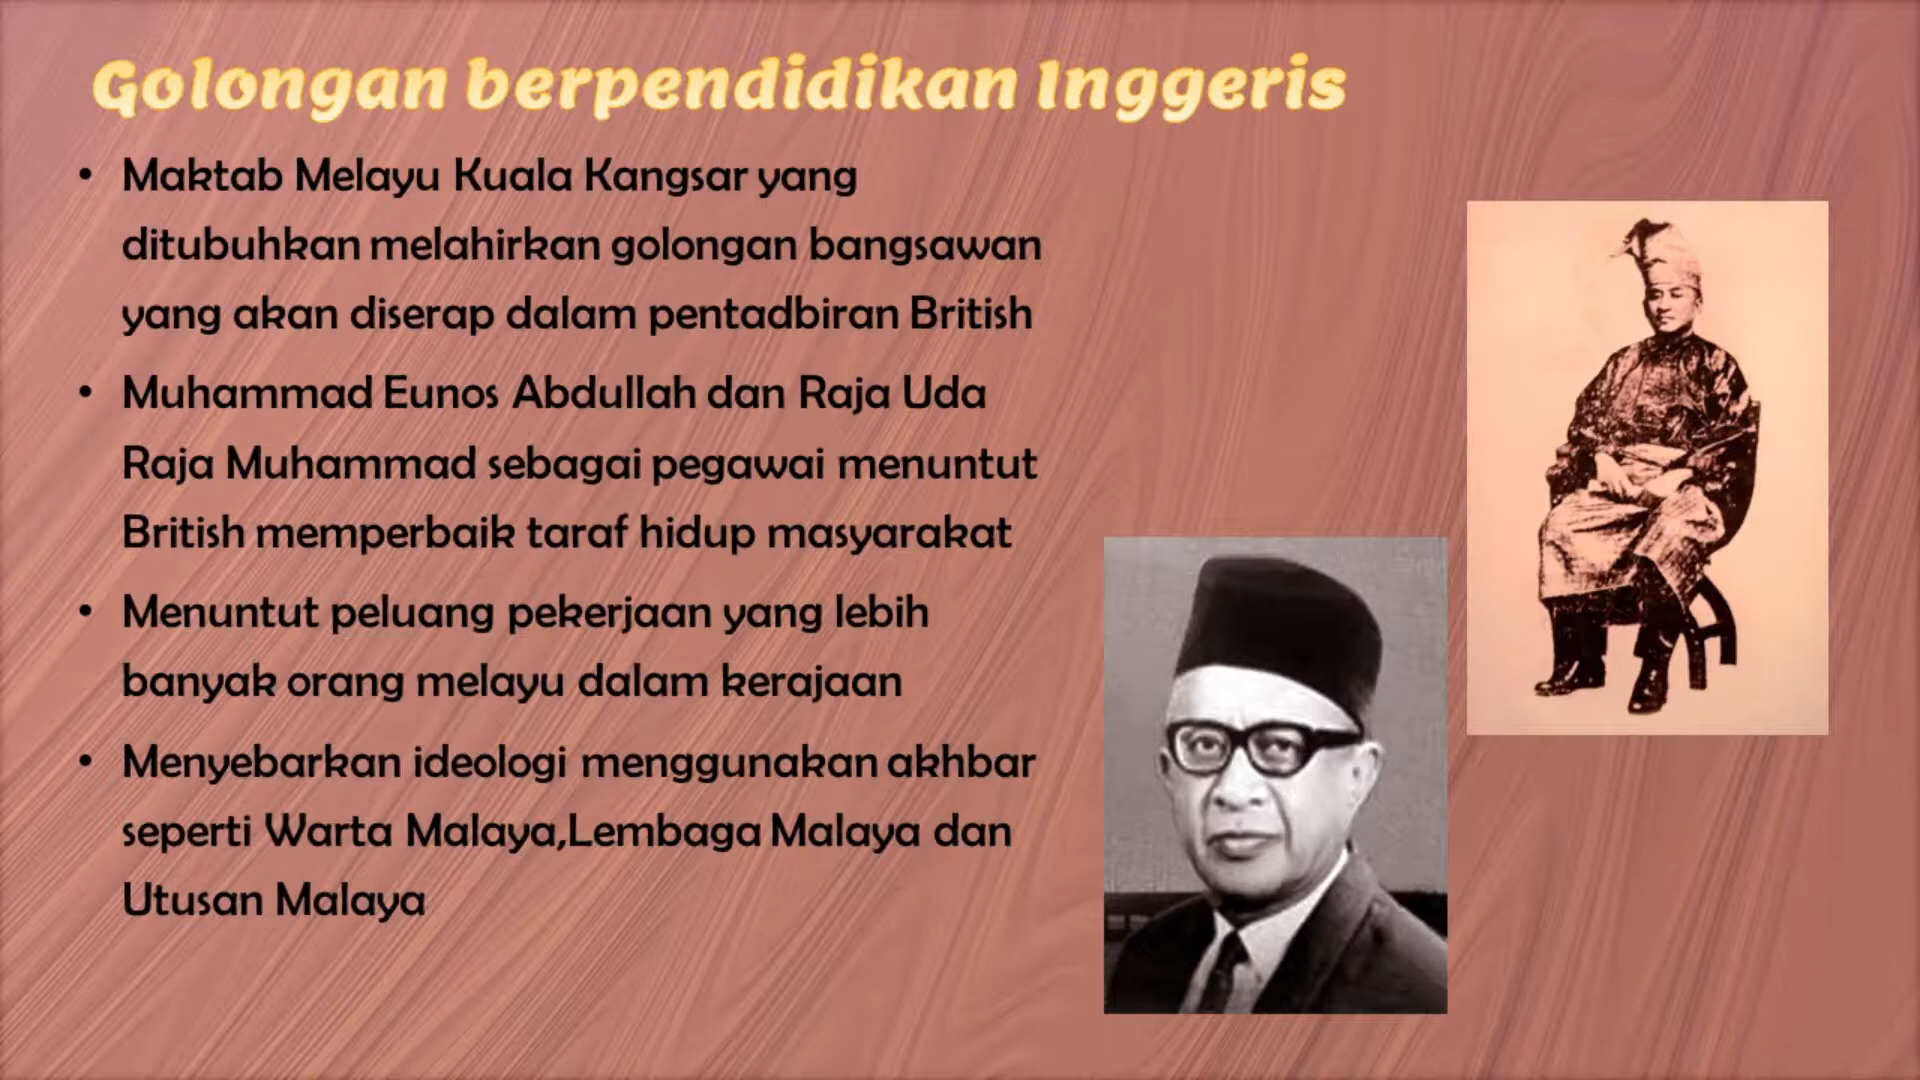 Golongan berpendidikan Inggeris
• Maktab Melayu Kuala Kangsar yang
ditubuhkan melahirkan golongan bangsawan
yang akan diserap dalam pentadbiran British
• Muhammad Eunos Abdullah dan Raja Uda
Raja Muhammad sebagai pegawai menuntut
British memperbaik taraf hidup masyarakat
• Menuntut peluang pekerjaan yang lebih
banyak orang melayu dalam kerajaan
• Menyebarkan ideologi menggunakan akhbar
seperti Warta Malaya,Lembaga Malaya dan
Utusan Malaya